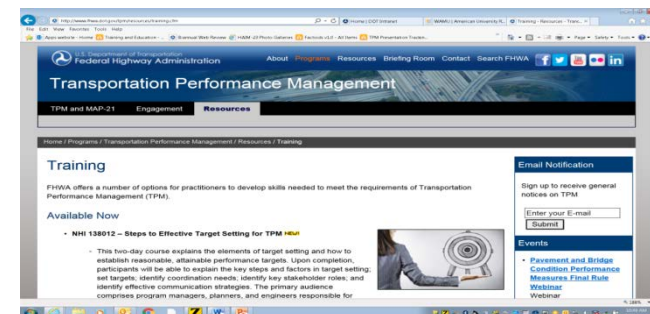 U.S. Department of Transportation
Federal Highway Administration
About Programs Resources Briefing Room Contact Search FHWA
Transportation Performance Management
TPM and MAP-21 Engagement Resources
Home / Programs / Transportation Performance Management / Resources / Training
Training
FHWA offers a number of options for practitioners to develop skills needed to meet the requirements of Transportation
Performance Management (TPM).
Available Now
• NHI 138012 – Steps to Effective Target Setting for TPM NEW!
- This two-day course explains the elements of target setting and how to
establish reasonable, attainable performance targets. Upon completion,
participants will be able to explain the key steps and factors in target setting;
set targets; identify coordination needs; identify key stakeholder roles; and
identify effective communication strategies. The primary audience
comprises program managers, planners, and engineers responsible for
Email Notification
Sign up to receive general
notices on TPM
Enter your E-mail
Submit
Events
• Pavement and Bridge
Condition Performance
Measures Final Rule
Webinar
Webinar